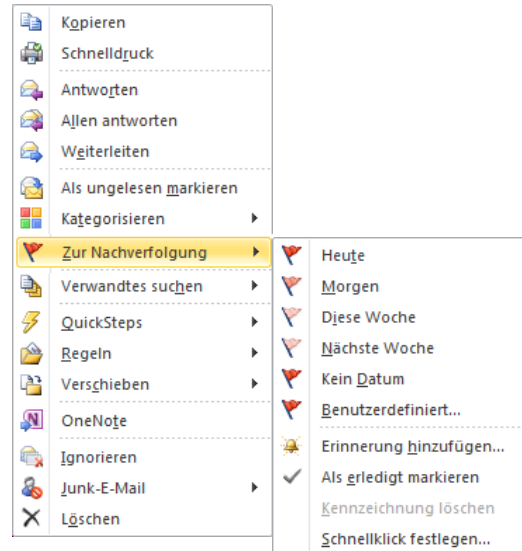 Kopieren
Schnelldruck
Antworten
Allen antworten
Weiterleiten
Als ungelesen markieren
Kategorisieren
Zur Nachverfolgung
Verwandtes suchen
QuickSteps
Regeln
Verschieben
OneNote
Ignorieren
Junk-E-Mail
Löschen
Heute
Morgen
Diese Woche
Nächste Woche
Kein Datum
Benutzerdefiniert...
Erinnerung hinzufügen...
Als erledigt markieren
Kennzeichnung löschen
Schnellklick festlegen...